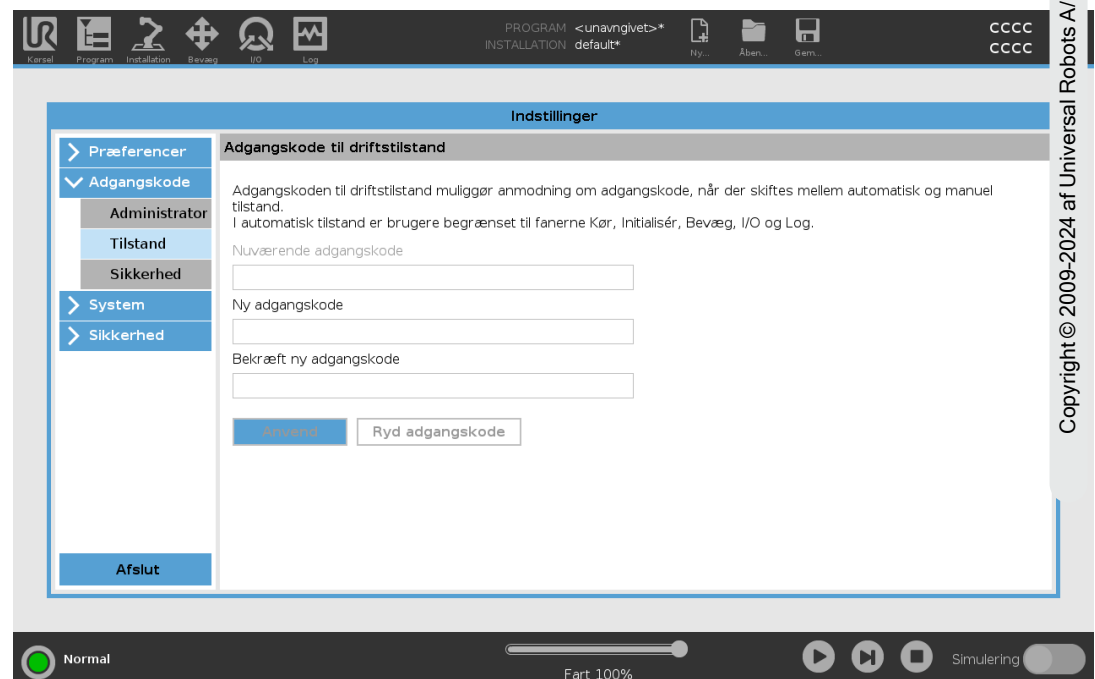 PROGRAM <unavngivet>*
INSTALLATION default*
cccc
cccc
Kørsel Program Installation Bevæg I/O Log Ny... Åben... Gem...
Indstillinger
Præferencer
Adgangskode
Administrator
Tilstand
Sikkerhed
System
Sikkerhed
Afslut
Adgangskode til driftstilstand
Adgangskoden til driftstilstand muliggør anmodning om adgangskode, når der skiftes mellem automatisk og manuel
tilstand.
I automatisk tilstand er brugere begrænset til fanerne Kør, Initialisér, Bevæg, I/O og Log.
Nuværende adgangskode
Ny adgangskode
Bekræft ny adgangskode
Anvend Ryd adgangskode
Normal
Fart 100%
Simulering
Copyright © 2009-2024 af Universal Robots A/